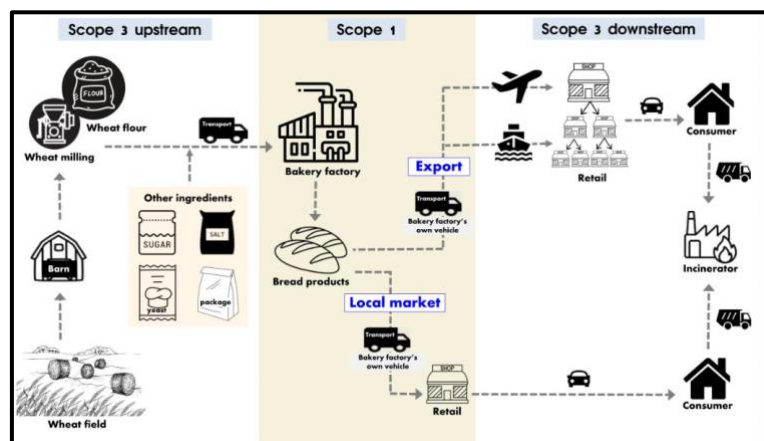 Scope 3 upstream
Scope 1
Scope 3 downstream
FLOUR
Wheat flour
Wheat milling
Transport
Bakery factory
SHOP
Retail
Consumer
Export
Transport
Bakery factory's
own vehicle
Other ingredients
SUGAR
SALT
yeast
package
Barn
Bread products
Incinerator
Local market
Transport
Bakery factory's
own vehicle
SHOP
Retail
Consumer
Wheat field